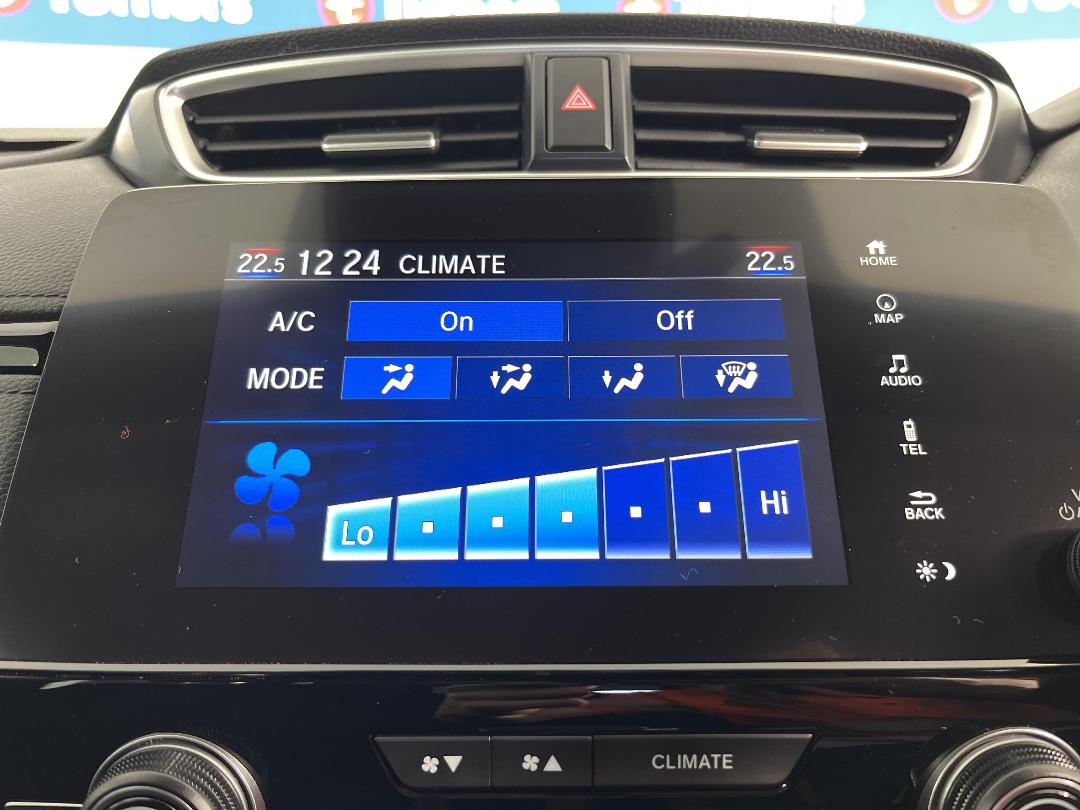 22.5 12 24 CLIMATE 22.5
A/C On Off
MODE
Lo Hi
HOME
MAP
AUDIO
TEL
BACK
CLIMATE